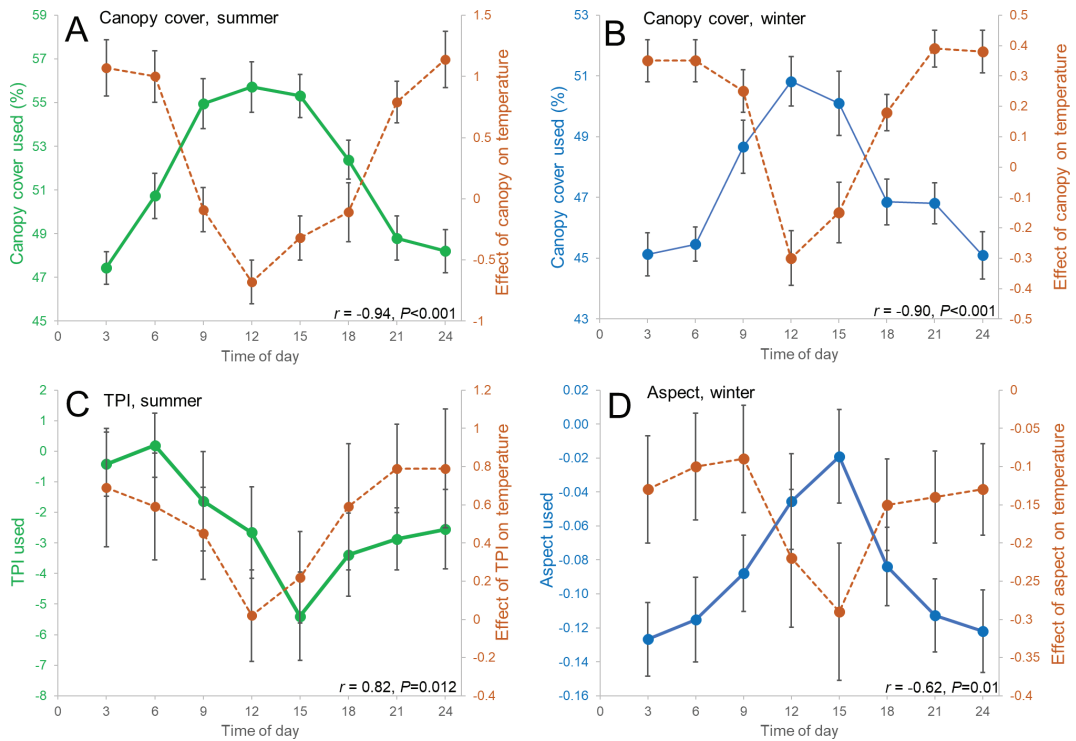 A
Canopy cover, summer
Canopy cover used (%)
59
57
55
53
51
49
47
45
1.5
1
0.5
0
-0.5
-1
Effect of canopy on temperature
r = -0.94, P<0.001
0 3 6 9 12 15 18 21 24
Time of day
B
Canopy cover, winter
Canopy cover used (%)
53
51
49
47
45
43
0.5
0.4
0.3
0.2
0.1
0
-0.1
-0.2
-0.3
-0.4
-0.5
Effect of canopy on temperature
r = -0.90, P<0.001
0 3 6 9 12 15 18 21 24
Time of day
C
TPI, summer
TPI used
2
1
0
-1
-2
-3
-4
-5
-6
-7
-8
1.2
1
0.8
0.6
0.4
0.2
0
-0.2
-0.4
Effect of TPI on temperature
r = 0.82, P=0.012
0 3 6 9 12 15 18 21 24
Time of day
D
Aspect, winter
Aspect used
0.02
0.00
-0.02
-0.04
-0.06
-0.08
-0.10
-0.12
-0.14
-0.16
0
-0.05
-0.1
-0.15
-0.2
-0.25
-0.3
-0.35
-0.4
Effect of aspect on temperature
r = -0.62, P=0.01
0 3 6 9 12 15 18 21 24
Time of day